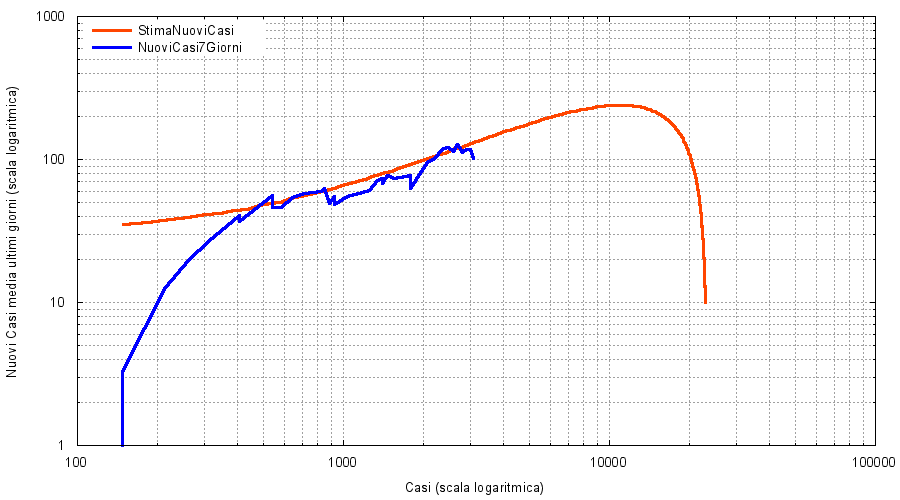 1000
StimaNuoviCasi
NuoviCasi7Giorni
100
10
1
100
1000
10000
100000
Nuovi Casi media ultimi giorni (scala logaritmica)
Casi (scala logaritmica)